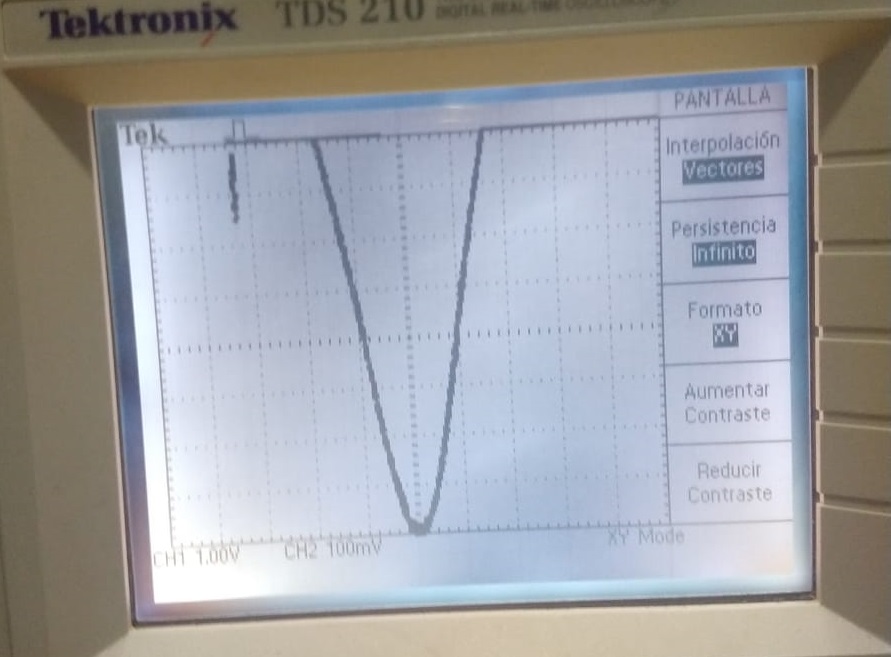 Tektronix TDS 210 DIGITAL REAL-TIME OSCILLOSCOPE
Tek
PANTALLA
Interpolación
Vectores
Persistencia
Infinito
Formato
XY
Aumentar
Contraste
Reducir
Contraste
CH1 1.00V CH2 100mV XY Mode